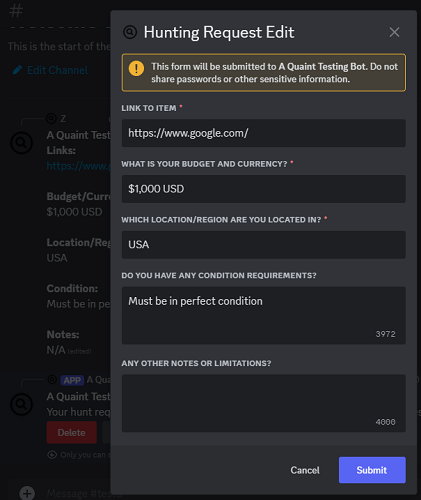 #
Hunting Request Edit
This is the start of the
This form will be submitted to A Quaint Testing Bot. Do not
share passwords or other sensitive information.
Edit Channel
LINK TO ITEM *
https://www.google.com/
WHAT IS YOUR BUDGET AND CURRENCY? *
$1,000 USD
WHICH LOCATION/REGION ARE YOU LOCATED IN? *
USA
DO YOU HAVE ANY CONDITION REQUIREMENTS?
Must be in perfect condition
3972
ANY OTHER NOTES OR LIMITATIONS?
4000
Cancel
Submit
Z
A Quaint Test
Links:
https://www
Budget/Curre
$1,000 USD
Location/Reg
USA
Condition:
Must be in pe
Notes:
N/A (edited)
APP A Qua
A Quaint Test
Your hunt req
Delete
Only you can s